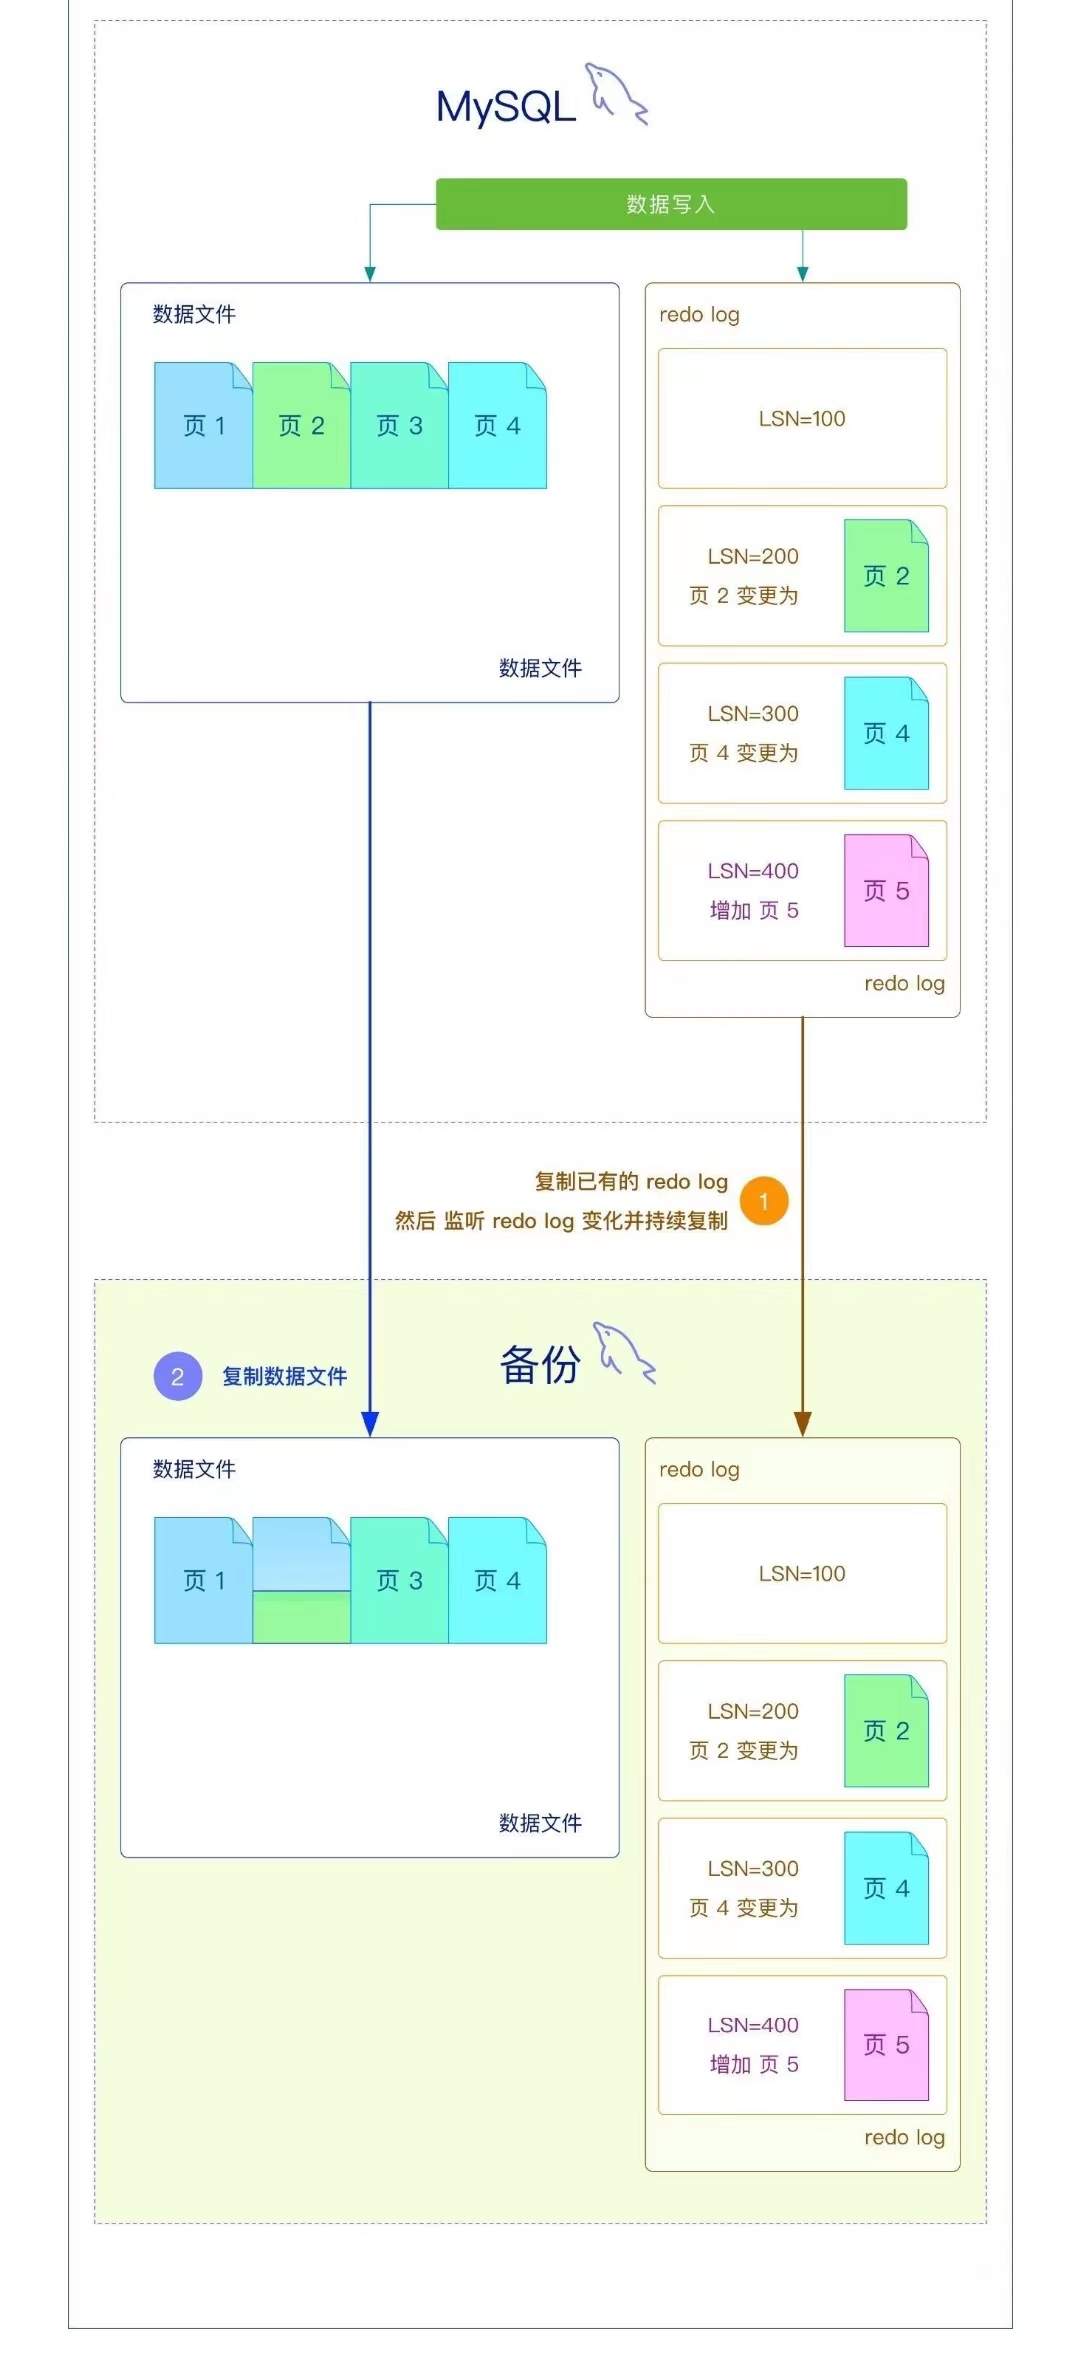 MySQL
数据写入
数据文件
页 1
页 2
页 3
页 4
数据文件
redo log
LSN=100
LSN=200
页 2 变更为
页 2
LSN=300
页 4 变更为
页 4
LSN=400
增加 页 5
页 5
redo log
复制已有的 redo log
然后 监听 redo log 变化并持续复制
1
备份
2
复制数据文件
数据文件
页 1
页 3
页 4
数据文件
redo log
LSN=100
LSN=200
页 2 变更为
页 2
LSN=300
页 4 变更为
页 4
LSN=400
增加 页 5
页 5
redo log